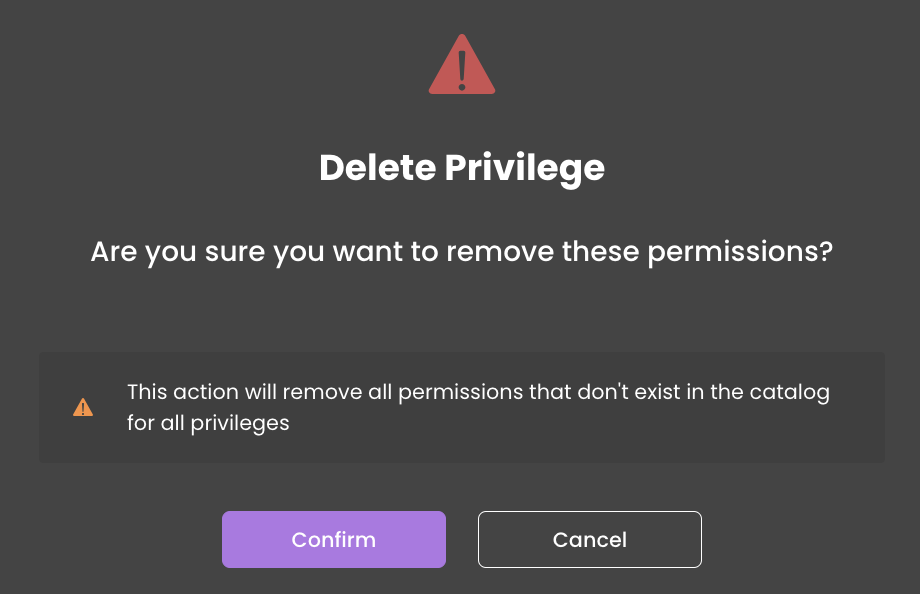 Delete Privilege
Are you sure you want to remove these permissions?
This action will remove all permissions that don't exist in the catalog
for all privileges
Confirm
Cancel